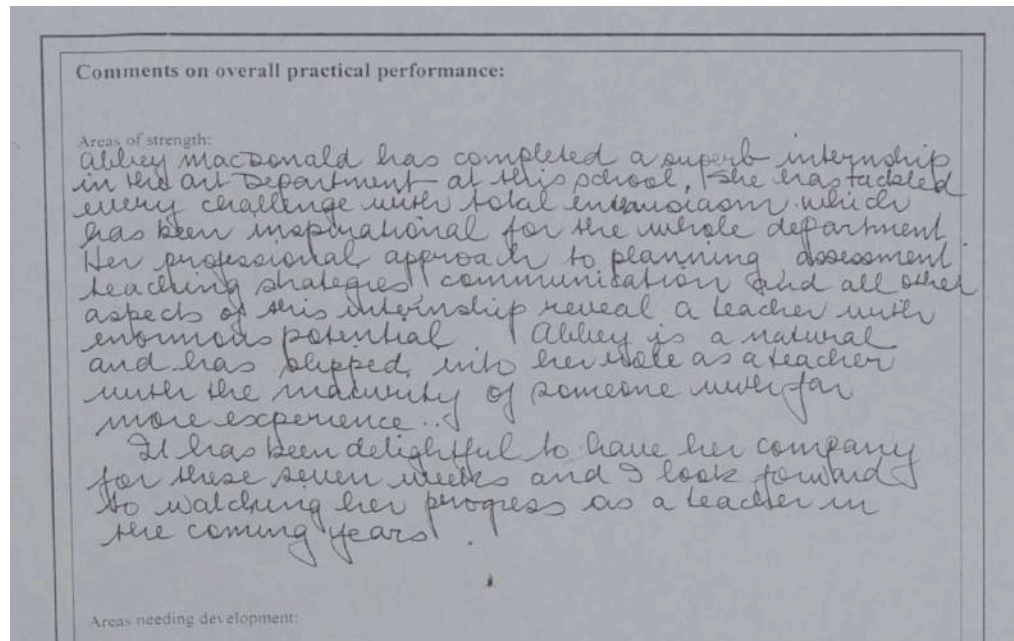 Comments on overall practical performance:
Areas of strength:
Abbey MacDonald has completed a superb internship
in the Art Department at this school. She has tackled
every challenge with total enthusiasm which
has been inspirational for the whole department.
Her professional approach to planning assessment
teaching strategies communication and all other
aspects of this internship reveal a teacher with
enormous potential. Abbey is a natural
and has slipped into her role as a teacher
with the maturity of someone with far
more experience..
It has been delightful to have her company
for these seven weeks and I look forward
to watching her progress as a teacher in
the coming years.
Areas needing development: